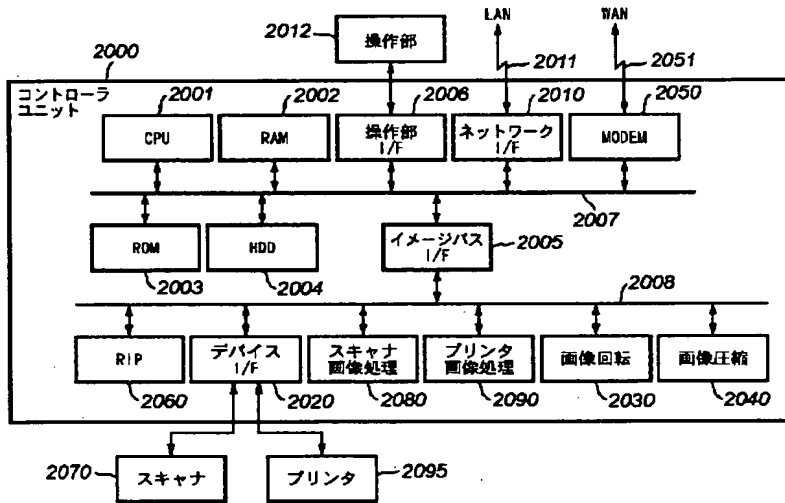 LAN
WAN
2012
操作部
2000
2011
2051
コントローラ
ユニット
2001
2002
2006
2010
2050
CPU
RAM
操作部
I/F
ネットワーク
I/F
MODEM
2007
ROM
HDD
イメージバス
I/F
2005
2003
2004
2008
RIP
デバイス
I/F
スキャナ
画像処理
プリンタ
画像処理
画像回転
画像圧縮
2060
2020
2080
2090
2030
2040
2070
スキャナ
プリンタ
2095